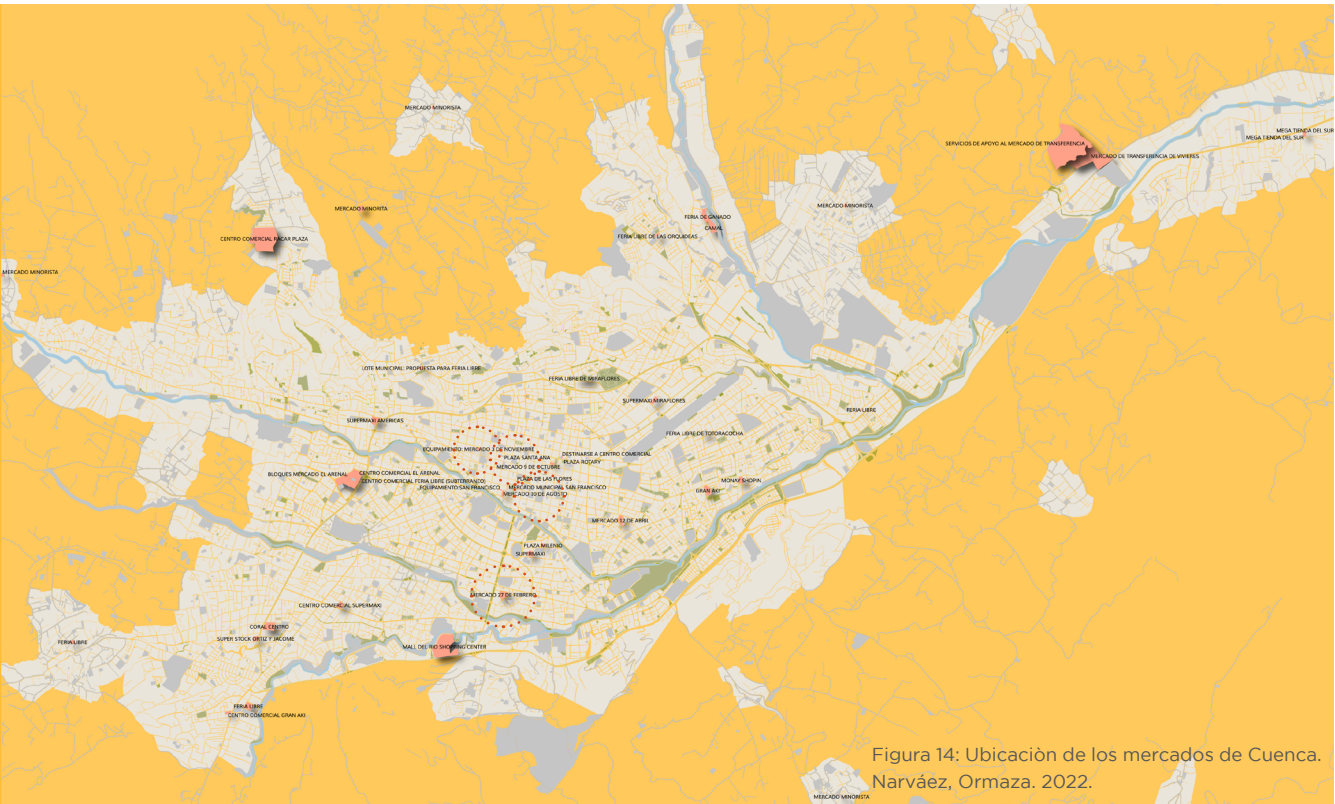 MERCADO MINORISTA
MEGA TIENDA DEL SUR
MEGA TIENDA DEL SUR
SERVICIOS DE APOYO AL MERCADO DE TRANSFERENCIA
MERCADO DE TRANSFERENCIA DE VIVIERES
MERCADO MINORITA
MERCADO MINORISTA
FERIA DE GANADO
CAMAL
FERIA LIBRE DE LAS ORQUIDEAS
CENTRO COMERCIAL RACAR PLAZA
MERCADO MINORISTA
LOTE MUNICIPAL: PROPUESTA PARA FERIA LIBRE
FERIA LIBRE DE MIRAFLORES
SUPERMAXI MIRAFLORES
FERIA LIBRE
SUPERMAXI AMERICAS
FERIA LIBRE DE TOTORACOCHA
EQUIPAMIENTO: MERCADO 3 DE NOVIEMBRE
PLAZA SANTA ANA
DESTINARSE A CENTRO COMERCIAL
PLAZA ROTARY
MERCADO 9 DE OCTUBRE
BLOQUES MERCADO EL ARENAL
CENTRO COMERCIAL EL ARENAL
CENTRO COMERCIAL FERIA LIBRE (SUBTERRANEO)
PLAZA DE LAS FLORES
EQUIPAMIENTO SAN FRANCISCO
MERCADO MUNICIPAL SAN FRANCISCO
MERCADO 10 DE AGOSTO
MONAY SHOPIN
GRAN AKI
MERCADO 12 DE ABRIL
PLAZA MILENIO
SUPERMAXI
MERCADO 27 DE FEBRERO
CENTRO COMERCIAL SUPERMAXI
CORAL CENTRO
SUPER STOCK ORTIZ Y JACOME
FERIA LIBRE
MALL DEL RIO SHOPPING CENTER
FERIA LIBRE
CENTRO COMERCIAL GRAN AKI
MERCADO MINORISTA
Figura 14: Ubicaciòn de los mercados de Cuenca.
Narváez, Ormaza. 2022.